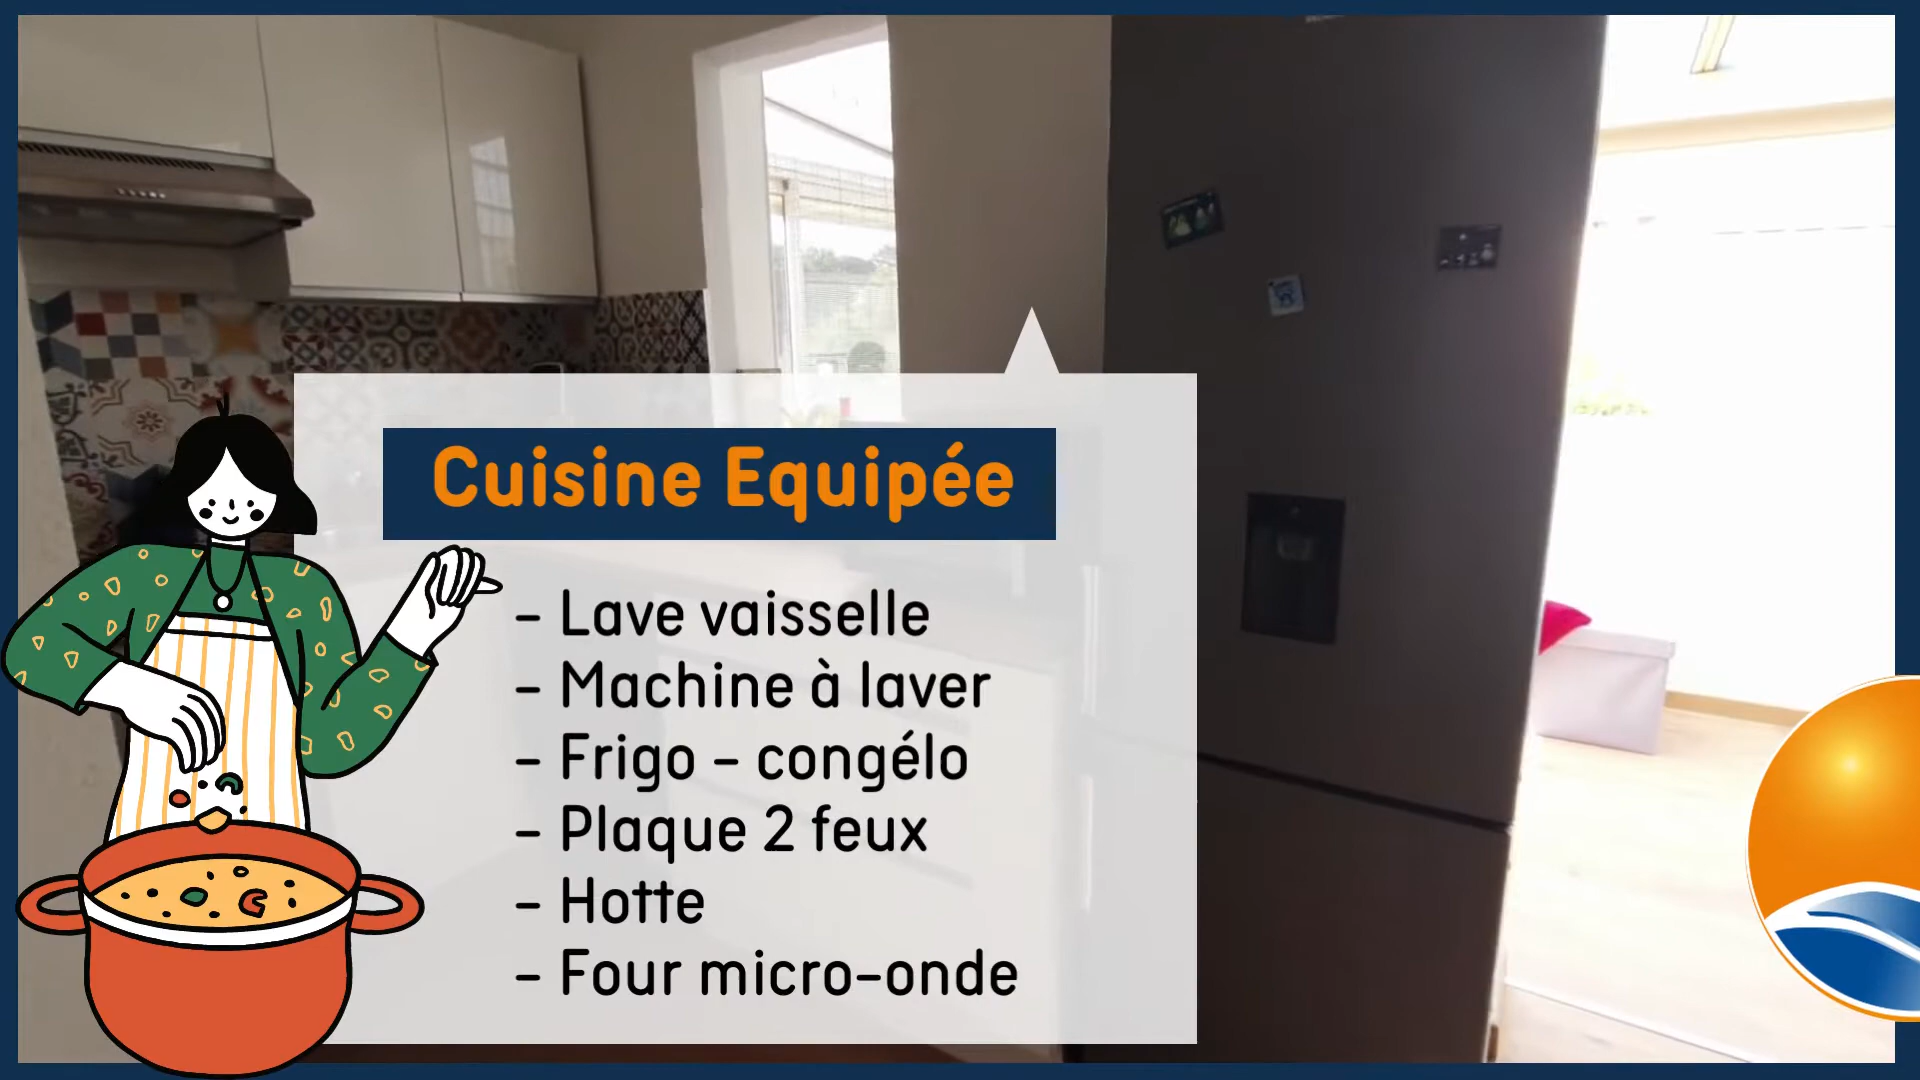 Cuisine Equipée
- Lave vaisselle
- Machine à laver
- Frigo - congélo
- Plaque 2 feux
- Hotte
- Four micro-onde